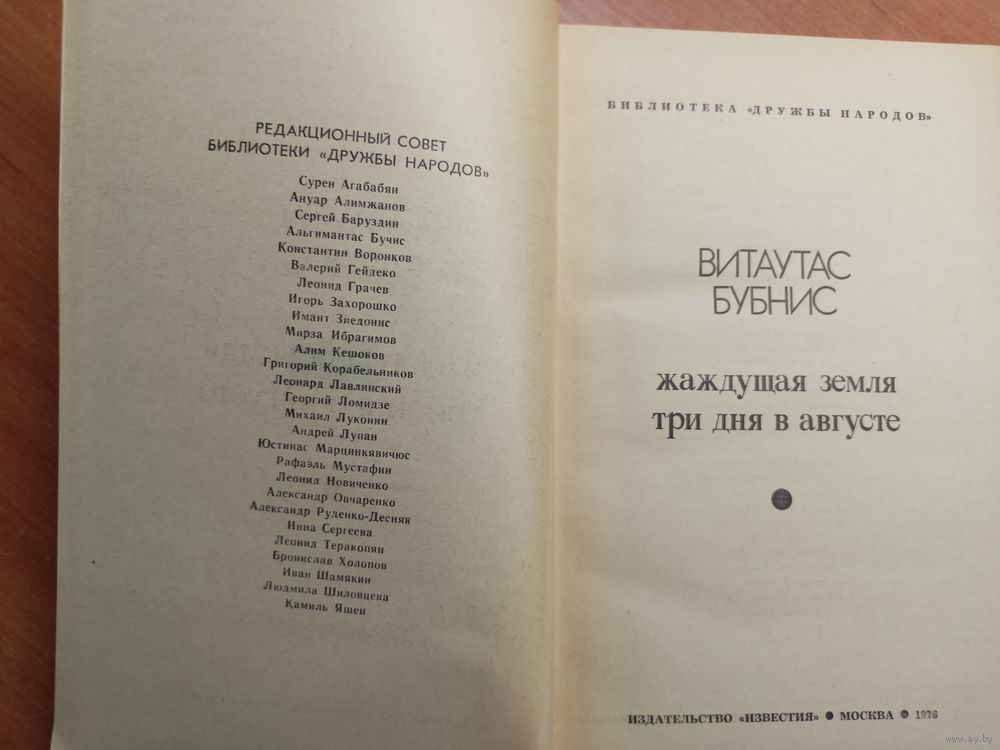 РЕДАКЦИОННЫЙ СОВЕТ
БИБЛИОТЕКИ «ДРУЖБЫ НАРОДОВ»
Сурен Агабабян
Ануар Алимжанов
Сергей Баруздин
Альгимантас Бучис
Константин Воронков
Валерий Гейдеко
Леонид Грачев
Игорь Захорошко
Имант Зиедонис
Мирза Ибрагимов
Алим Кешоков
Григорий Корабельников
Леонард Лавлинский
Георгий Ломидзе
Михаил Луконин
Андрей Лупан
Юстинас Марцинкявичюс
Рафаэль Мустафин
Леонид Новиченко
Александр Овчаренко
Александр Руденко-Десняк
Инна Сергеева
Леонид Теракопян
Бронислав Холопов
Иван Шамякин
Людмила Шиловцева
Камиль Яшен
БИБЛИОТЕКА «ДРУЖБЫ НАРОДОВ»
ВИТАУТАС
БУБНИС
жаждущая земля
три дня в августе
ИЗДАТЕЛЬСТВО «ИЗВЕСТИЯ» ● МОСКВА ● 1976
www.ay.by